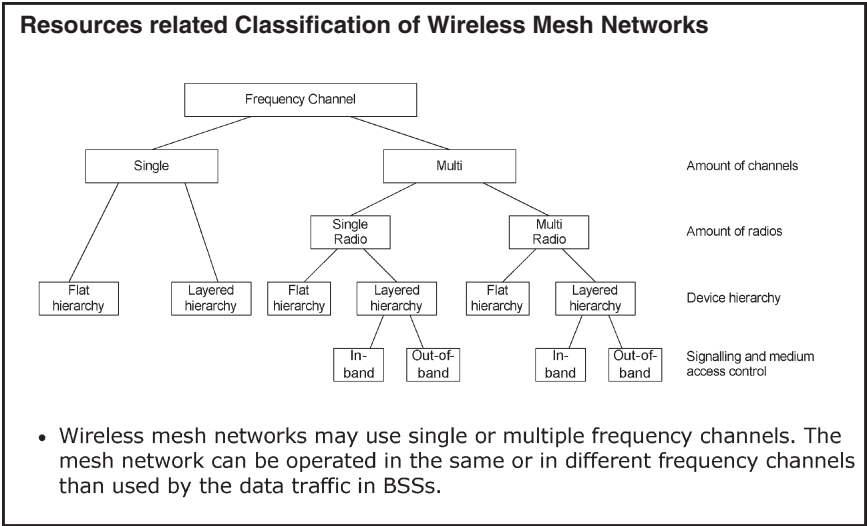 Resources related Classification of Wireless Mesh Networks
Frequency Channel
Single
Multi
Amount of channels
Single
Radio
Multi
Radio
Amount of radios
Flat
hierarchy
Layered
hierarchy
Flat
hierarchy
Layered
hierarchy
Flat
hierarchy
Layered
hierarchy
Device hierarchy
In-
band
Out-of-
band
In-
band
Out-of-
band
Signalling and medium
access control
• Wireless mesh networks may use single or multiple frequency channels. The
mesh network can be operated in the same or in different frequency channels
than used by the data traffic in BSSs.